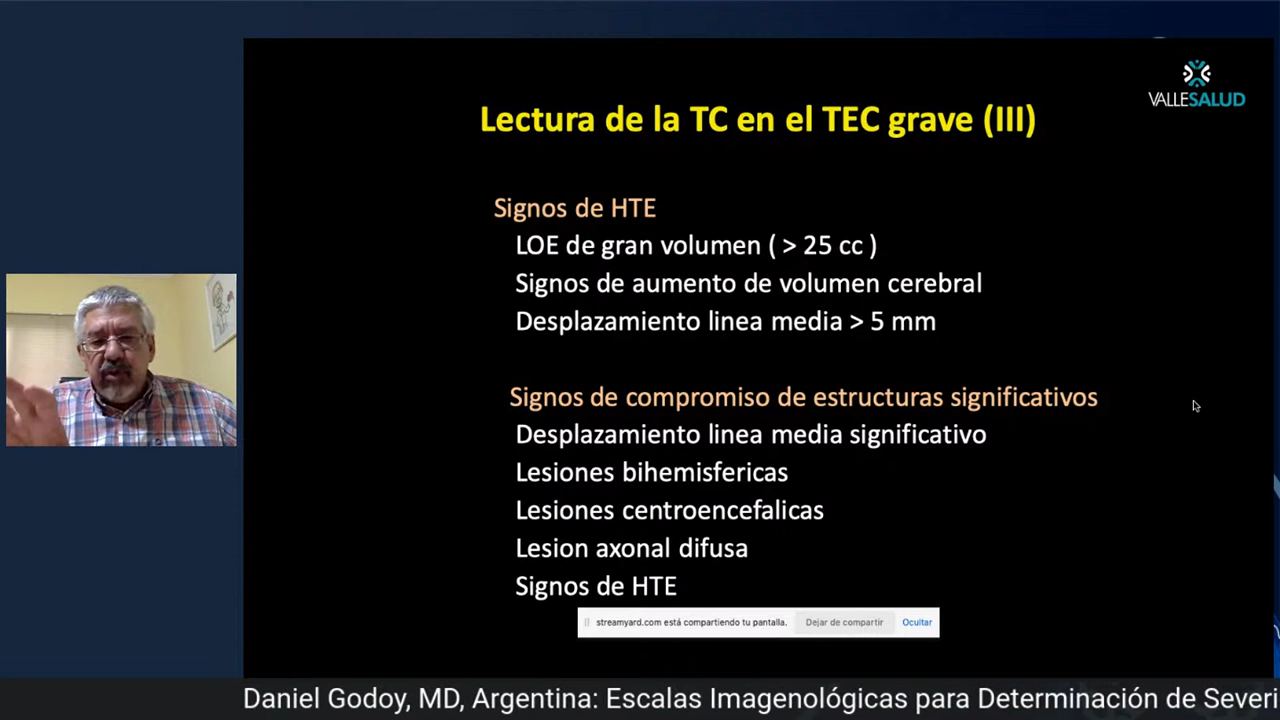 VALLESALUD
Lectura de la TC en el TEC grave (III)
Signos de HTE
LOE de gran volumen ( > 25 cc )
Signos de aumento de volumen cerebral
Desplazamiento linea media > 5 mm
Signos de compromiso de estructuras significativos
Desplazamiento linea media significativo
Lesiones bihemisfericas
Lesiones centroencefalicas
Lesion axonal difusa
Signos de HTE
streamyard.com está compartiendo tu pantalla. Dejar de compartir Ocultar
Daniel Godoy, MD, Argentina: Escalas Imagenológicas para Determinación de Severi